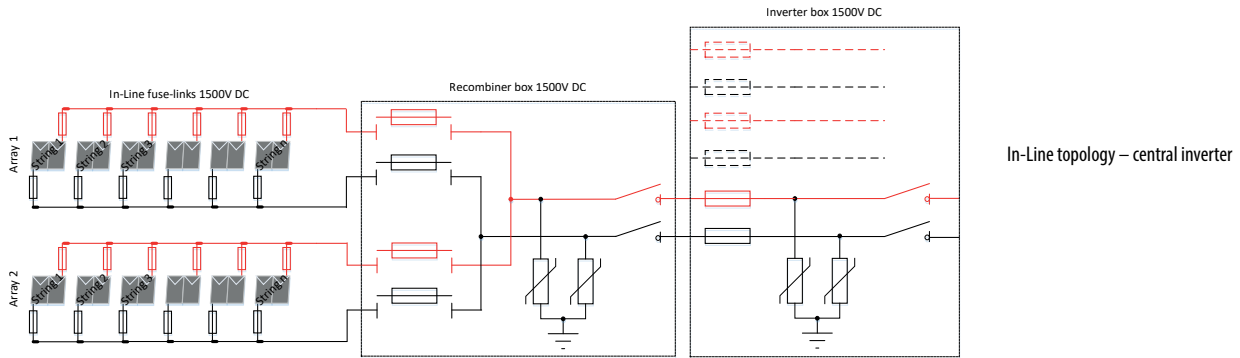 Inverter box 1500V DC
In-Line fuse-links 1500V DC
Recombiner box 1500V DC
Array 1
String 1
String 2
String 3
String n
In-Line topology – central inverter
Array 2
String 1
String 2
String 3
String n